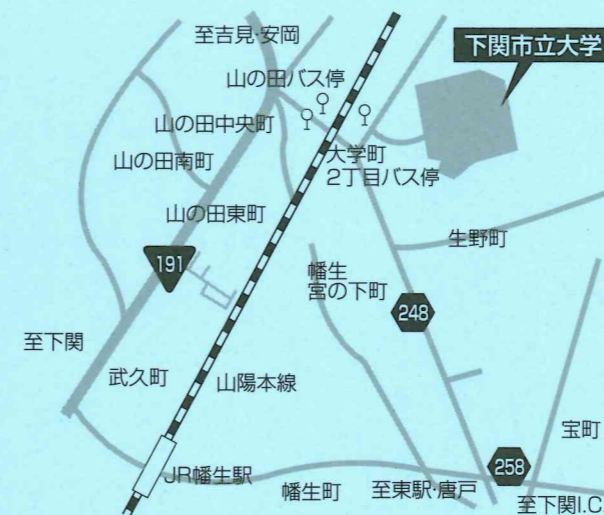 至吉見・安岡
下関市立大学
山の田バス停
山の田中央町
大学町
2丁目バス停
山の田南町
山の田東町
生野町
191
幡生
宮の下町
248
至下関
武久町
山陽本線
宝町
JR幡生駅
258
幡生町
至東駅・唐戸
至下関I.C